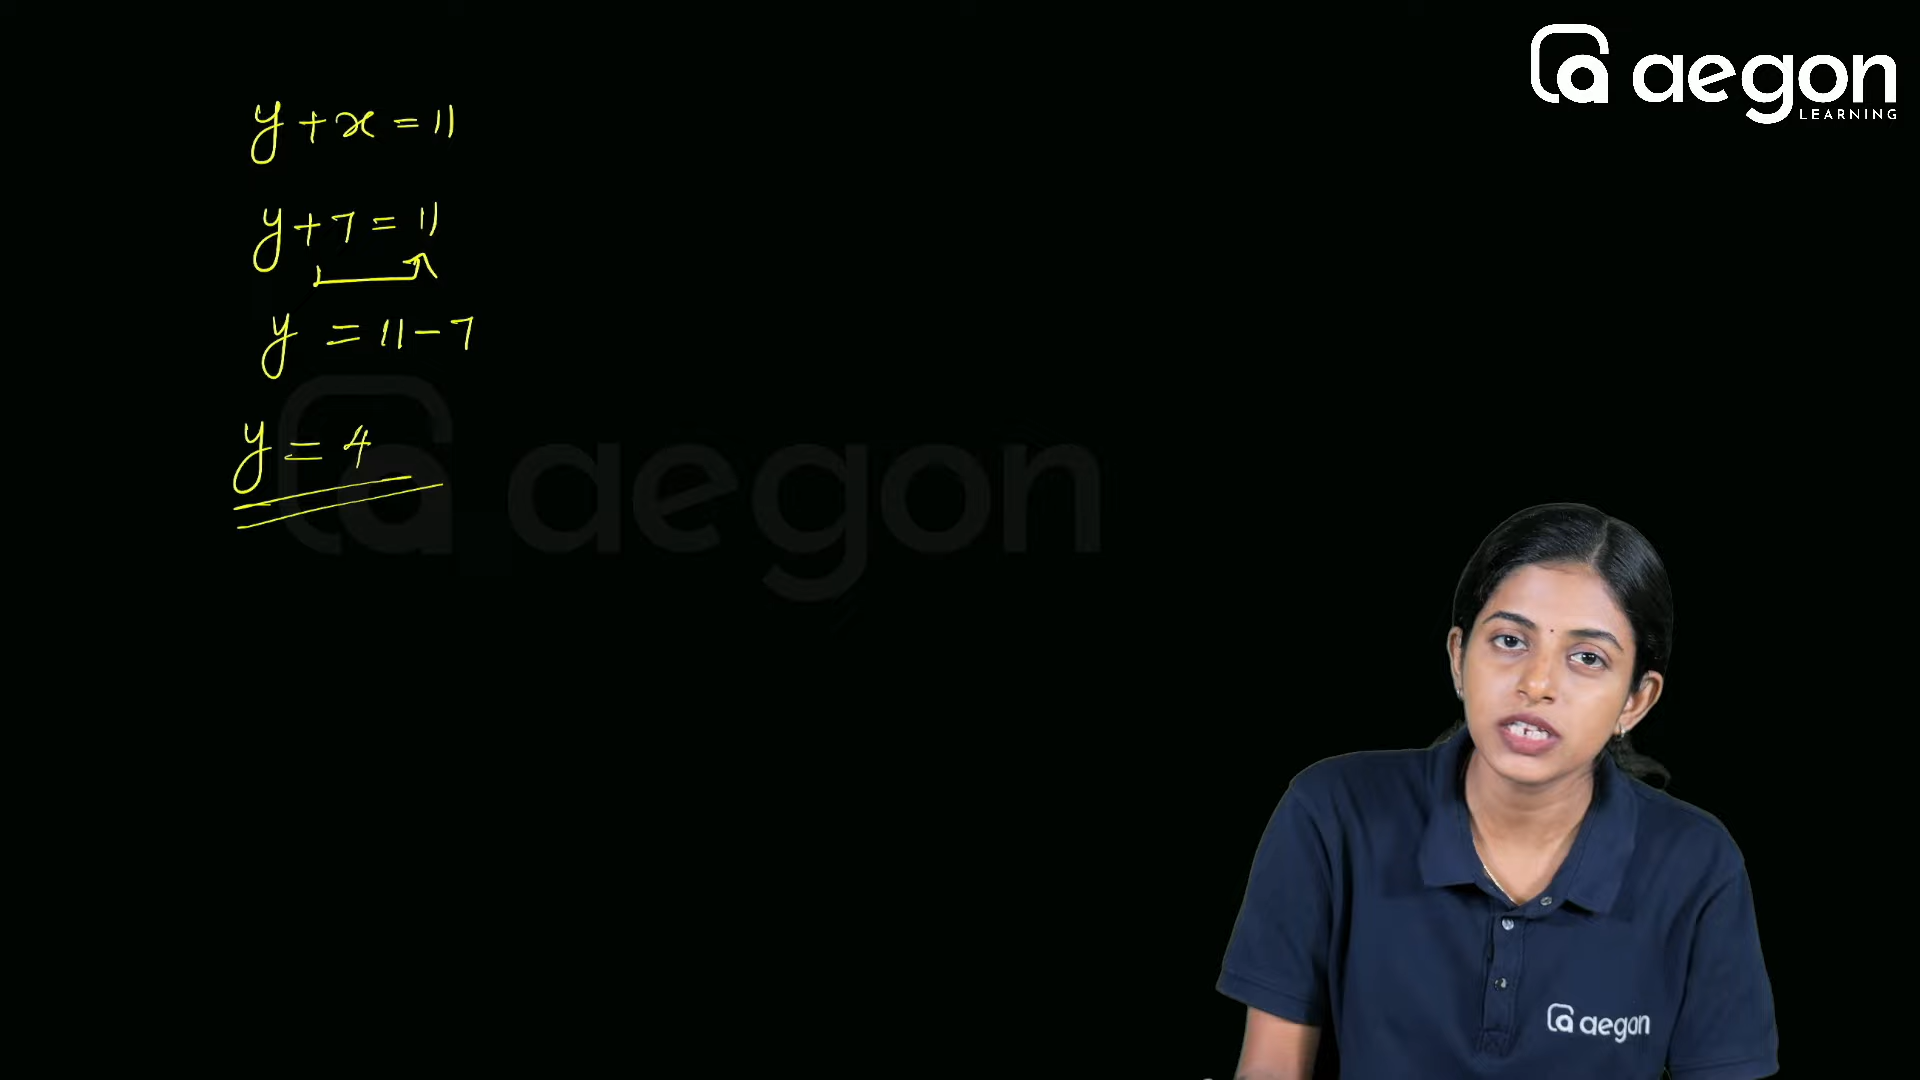 y + x = 11
y + 7 = 11
y = 11 - 7
y = 4
aegon
LEARNING
aegon
aegon